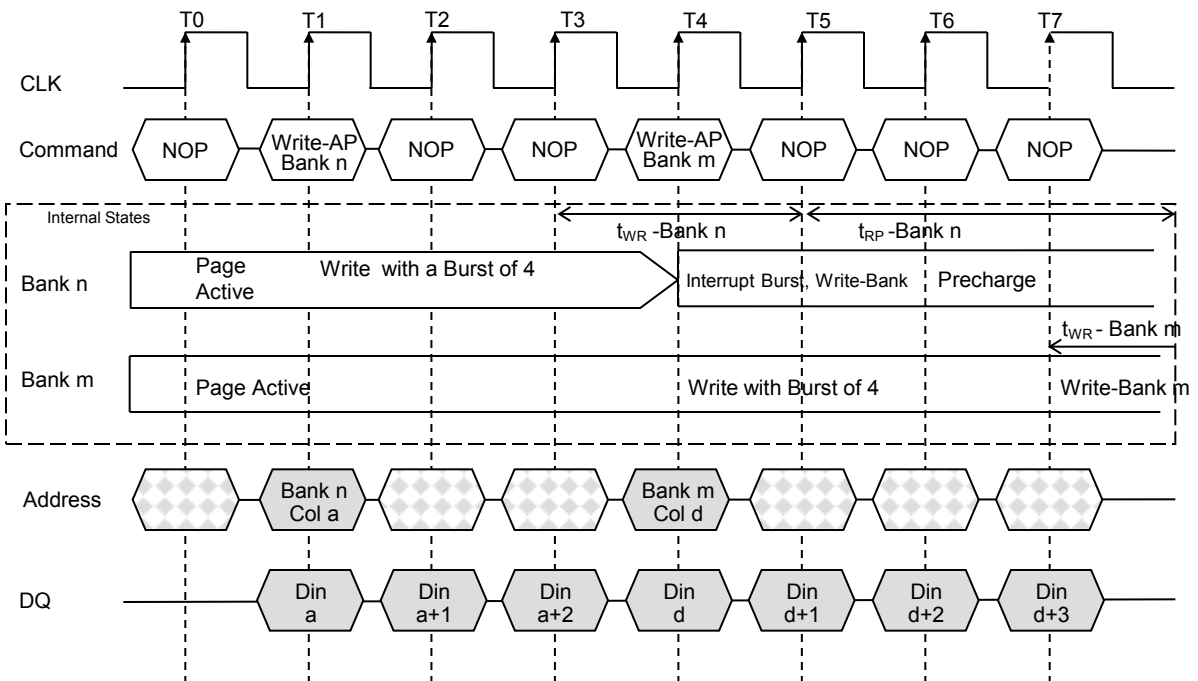 T0 T1 T2 T3 T4 T5 T6 T7
CLK
Command NOP Write-AP Bank n NOP NOP Write-AP Bank m NOP NOP NOP
Internal States
tWR -Bank n tRP -Bank n
Bank n Page Active Write with a Burst of 4 Interrupt Burst, Write-Bank Precharge
tWR - Bank m
Bank m Page Active Write with Burst of 4 Write-Bank m
Address Bank n Col a Bank m Col d
DQ Din a Din a+1 Din a+2 Din d Din d+1 Din d+2 Din d+3